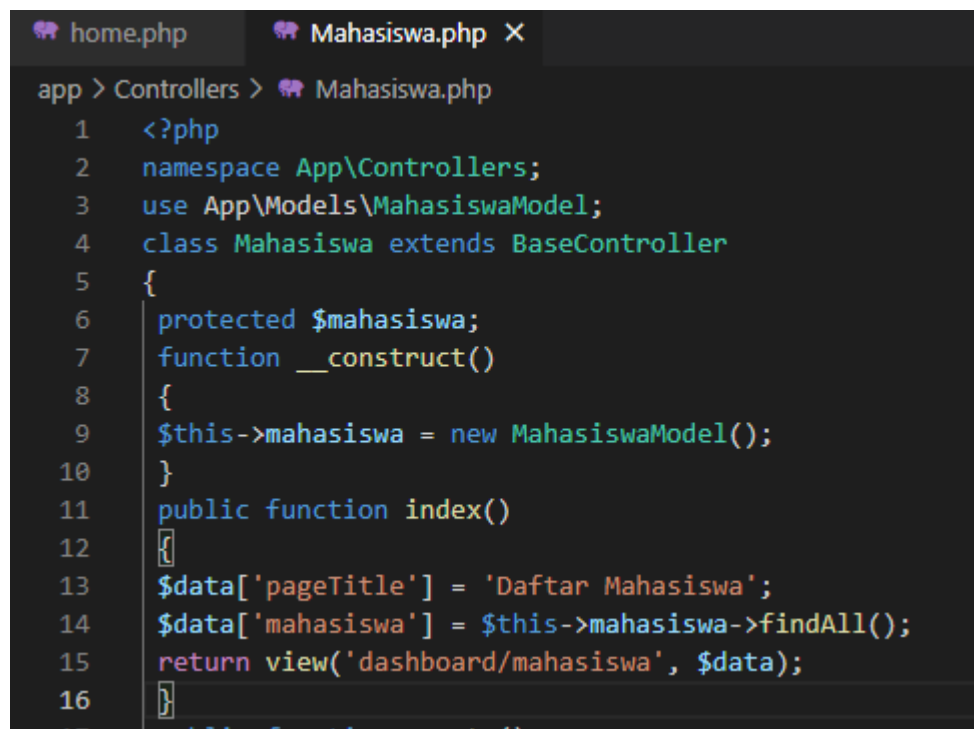 home.php Mahasiswa.php ×
app > Controllers > Mahasiswa.php
1 <?php
2 namespace App\Controllers;
3 use App\Models\MahasiswaModel;
4 class Mahasiswa extends BaseController
5 {
6 protected $mahasiswa;
7 function __construct()
8 {
9 $this->mahasiswa = new MahasiswaModel();
10 }
11 public function index()
12 {
13 $data['pageTitle'] = 'Daftar Mahasiswa';
14 $data['mahasiswa'] = $this->mahasiswa->findAll();
15 return view('dashboard/mahasiswa', $data);
16 }